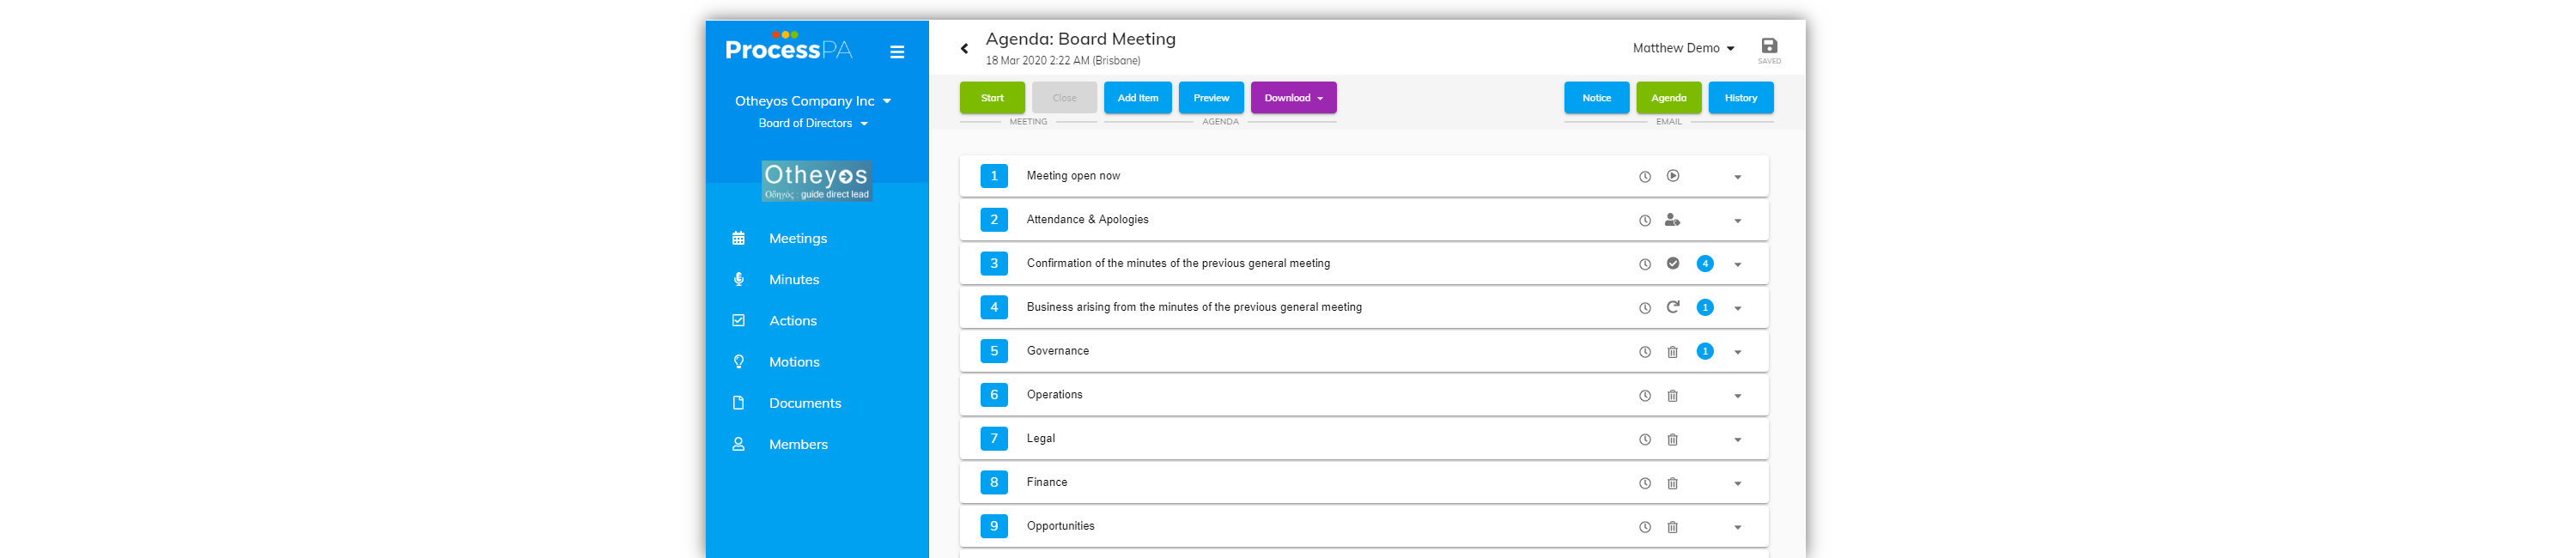 ProcessPA
Otheyos Company Inc
Board of Directors
Otheyos
Οδηγός guide direct lead
Meetings
Minutes
Actions
Motions
Documents
Members
Agenda: Board Meeting
18 Mar 2020 2:22 AM (Brisbane)
Matthew Demo
SAVED
Start Close Add Item Preview Download
MEETING AGENDA
Notice Agenda History
EMAIL
1 Meeting open now
2 Attendance & Apologies
3 Confirmation of the minutes of the previous general meeting 4
4 Business arising from the minutes of the previous general meeting 1
5 Governance 1
6 Operations
7 Legal
8 Finance
9 Opportunities